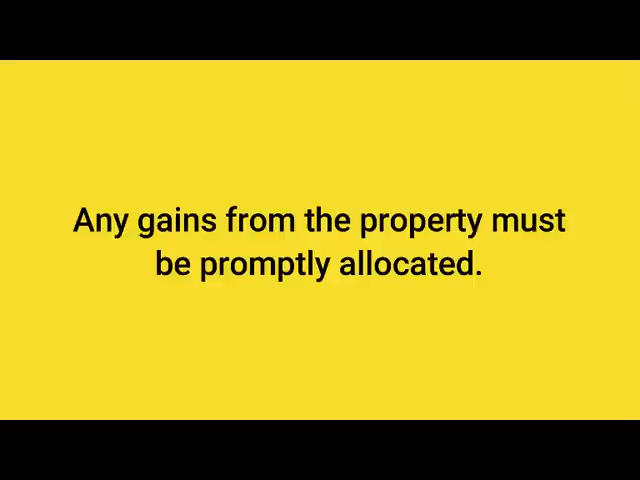 Any gains from the property must
be promptly allocated.